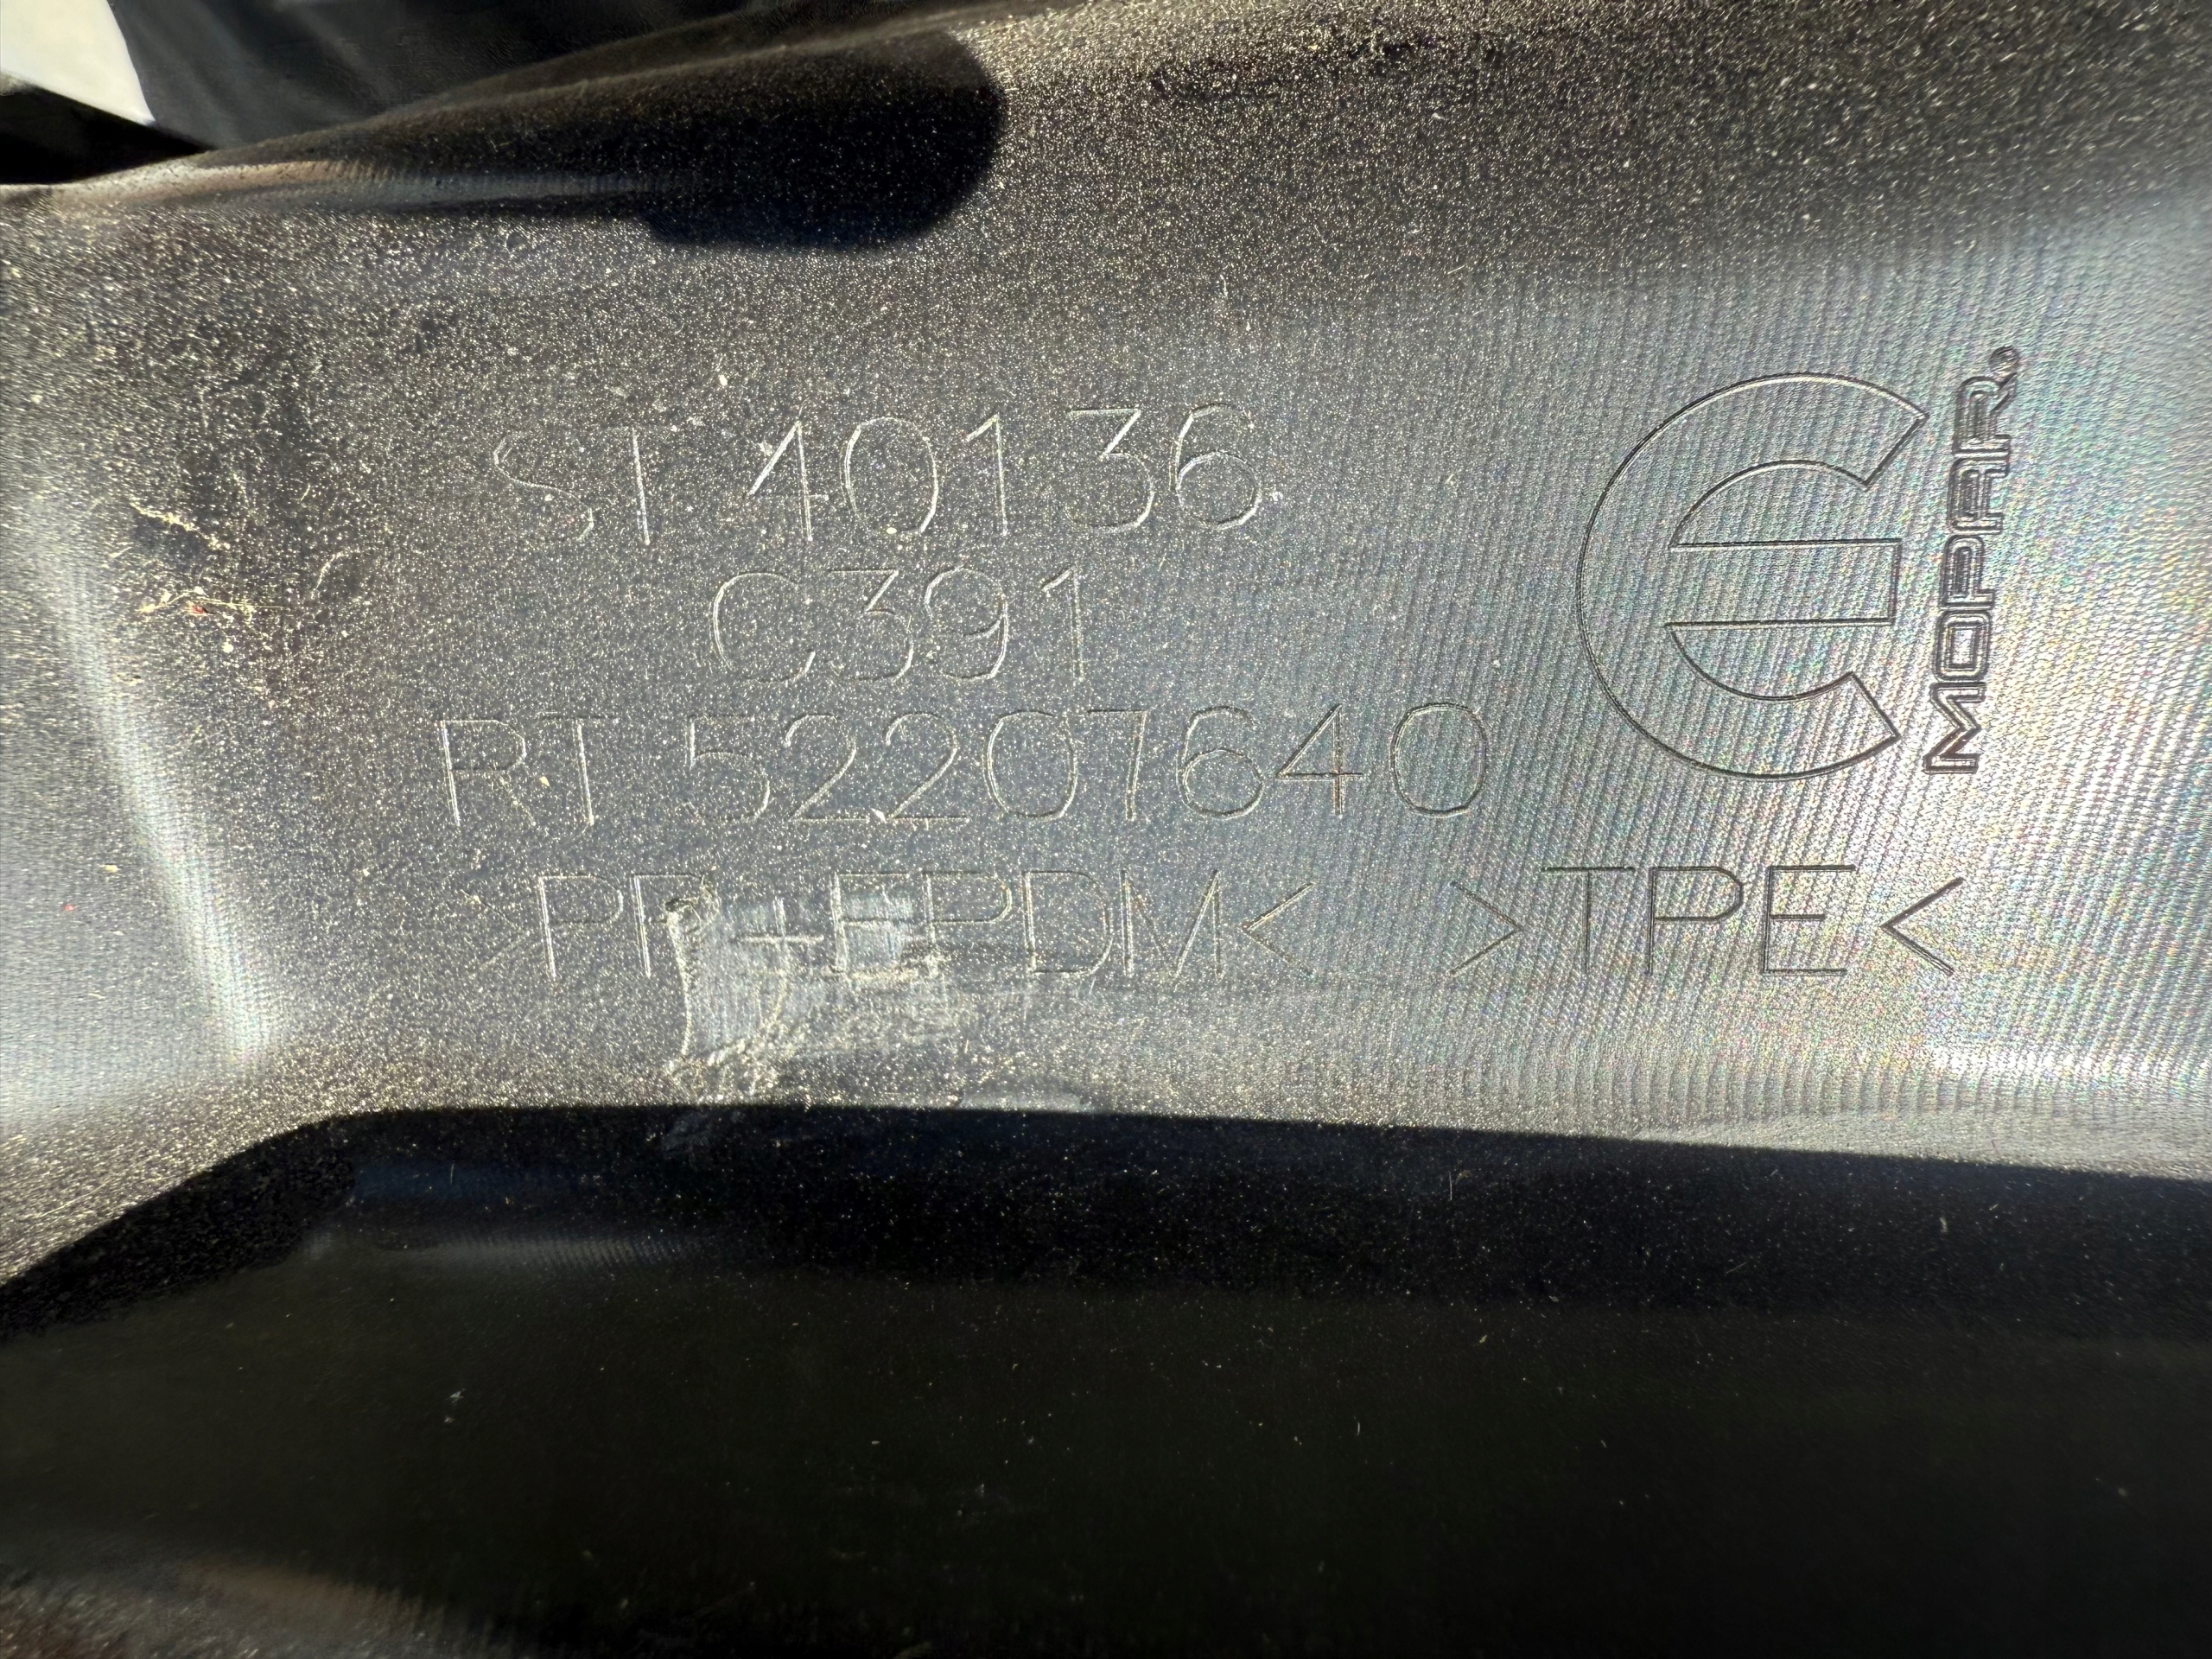 ST 40136
C391
RT 52207640
>PP+EPDM< >TPE<
MOPAR®